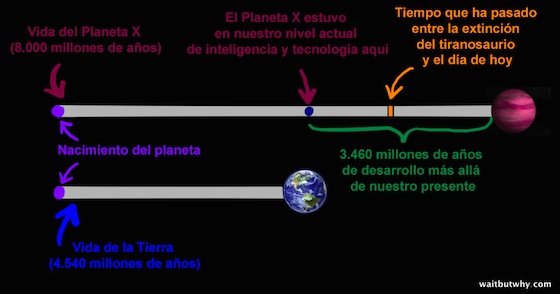 Vida del Planeta X
(8.000 millones de años)
El Planeta X estuvo
en nuestro nivel actual
de inteligencia y tecnología aquí
Tiempo que ha pasado
entre la extinción
del tiranosaurio
y el día de hoy
Nacimiento del planeta
3.460 millones de años
de desarrollo más allá
de nuestro presente
Vida de la Tierra
(4.540 millones de años)
waitbutwhy.com